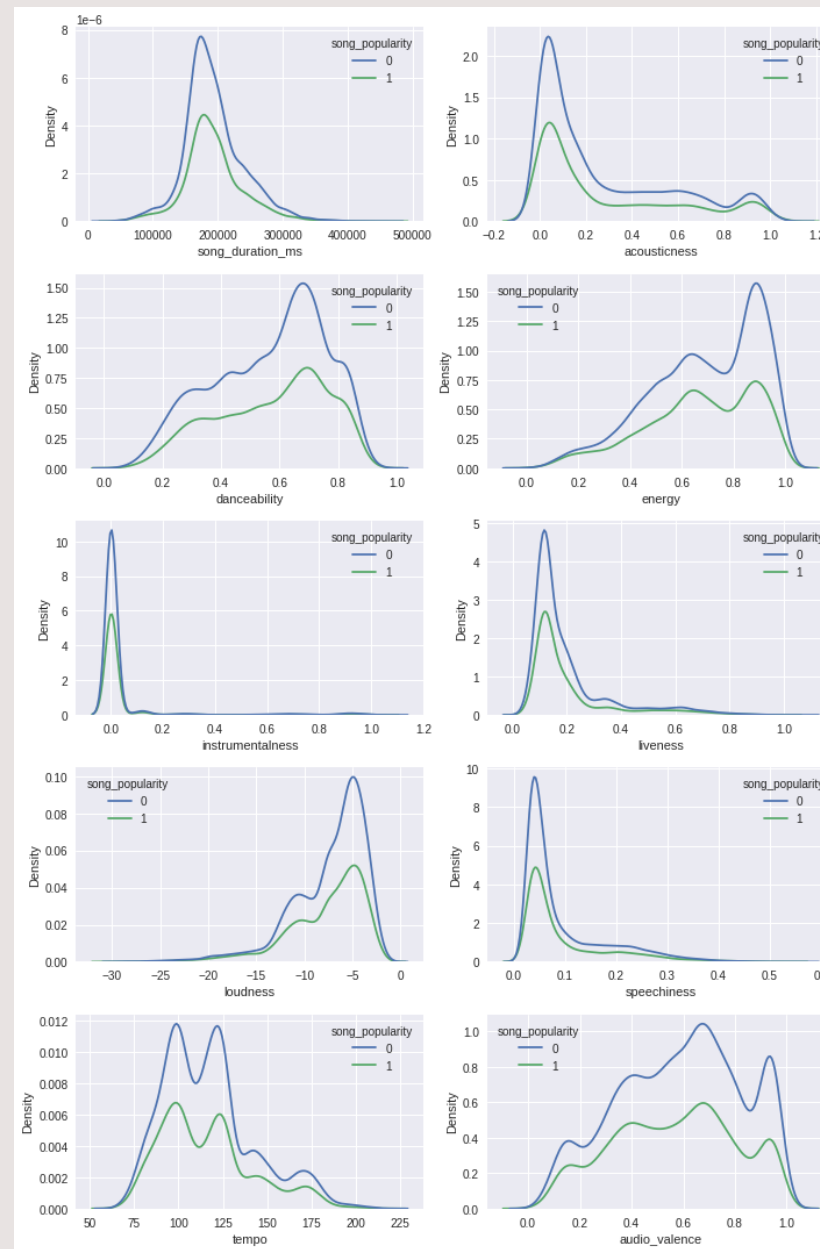 1e−6
song_popularity
0
1
8
6
4
2
0
Density
0 100000 200000 300000 400000 500000
song_duration_ms
song_popularity
0
1
2.0
1.5
1.0
0.5
0.0
Density
−0.2 0.0 0.2 0.4 0.6 0.8 1.0 1.2
acousticness
song_popularity
0
1
1.50
1.25
1.00
0.75
0.50
0.25
0.00
Density
0.0 0.2 0.4 0.6 0.8 1.0
danceability
song_popularity
0
1
1.50
1.25
1.00
0.75
0.50
0.25
0.00
Density
0.0 0.2 0.4 0.6 0.8 1.0
energy
song_popularity
0
1
10
8
6
4
2
0
Density
0.0 0.2 0.4 0.6 0.8 1.0 1.2
instrumentalness
song_popularity
0
1
5
4
3
2
1
0
Density
0.0 0.2 0.4 0.6 0.8 1.0
liveness
song_popularity
0
1
0.10
0.08
0.06
0.04
0.02
0.00
Density
−30 −25 −20 −15 −10 −5 0
loudness
song_popularity
0
1
10
8
6
4
2
0
Density
0.0 0.1 0.2 0.3 0.4 0.5
speechiness
song_popularity
0
1
0.012
0.010
0.008
0.006
0.004
0.002
0.000
Density
50 75 100 125 150 175 200 225
tempo
song_popularity
0
1
1.0
0.8
0.6
0.4
0.2
0.0
Density
0.0 0.2 0.4 0.6 0.8 1.0
audio_valence